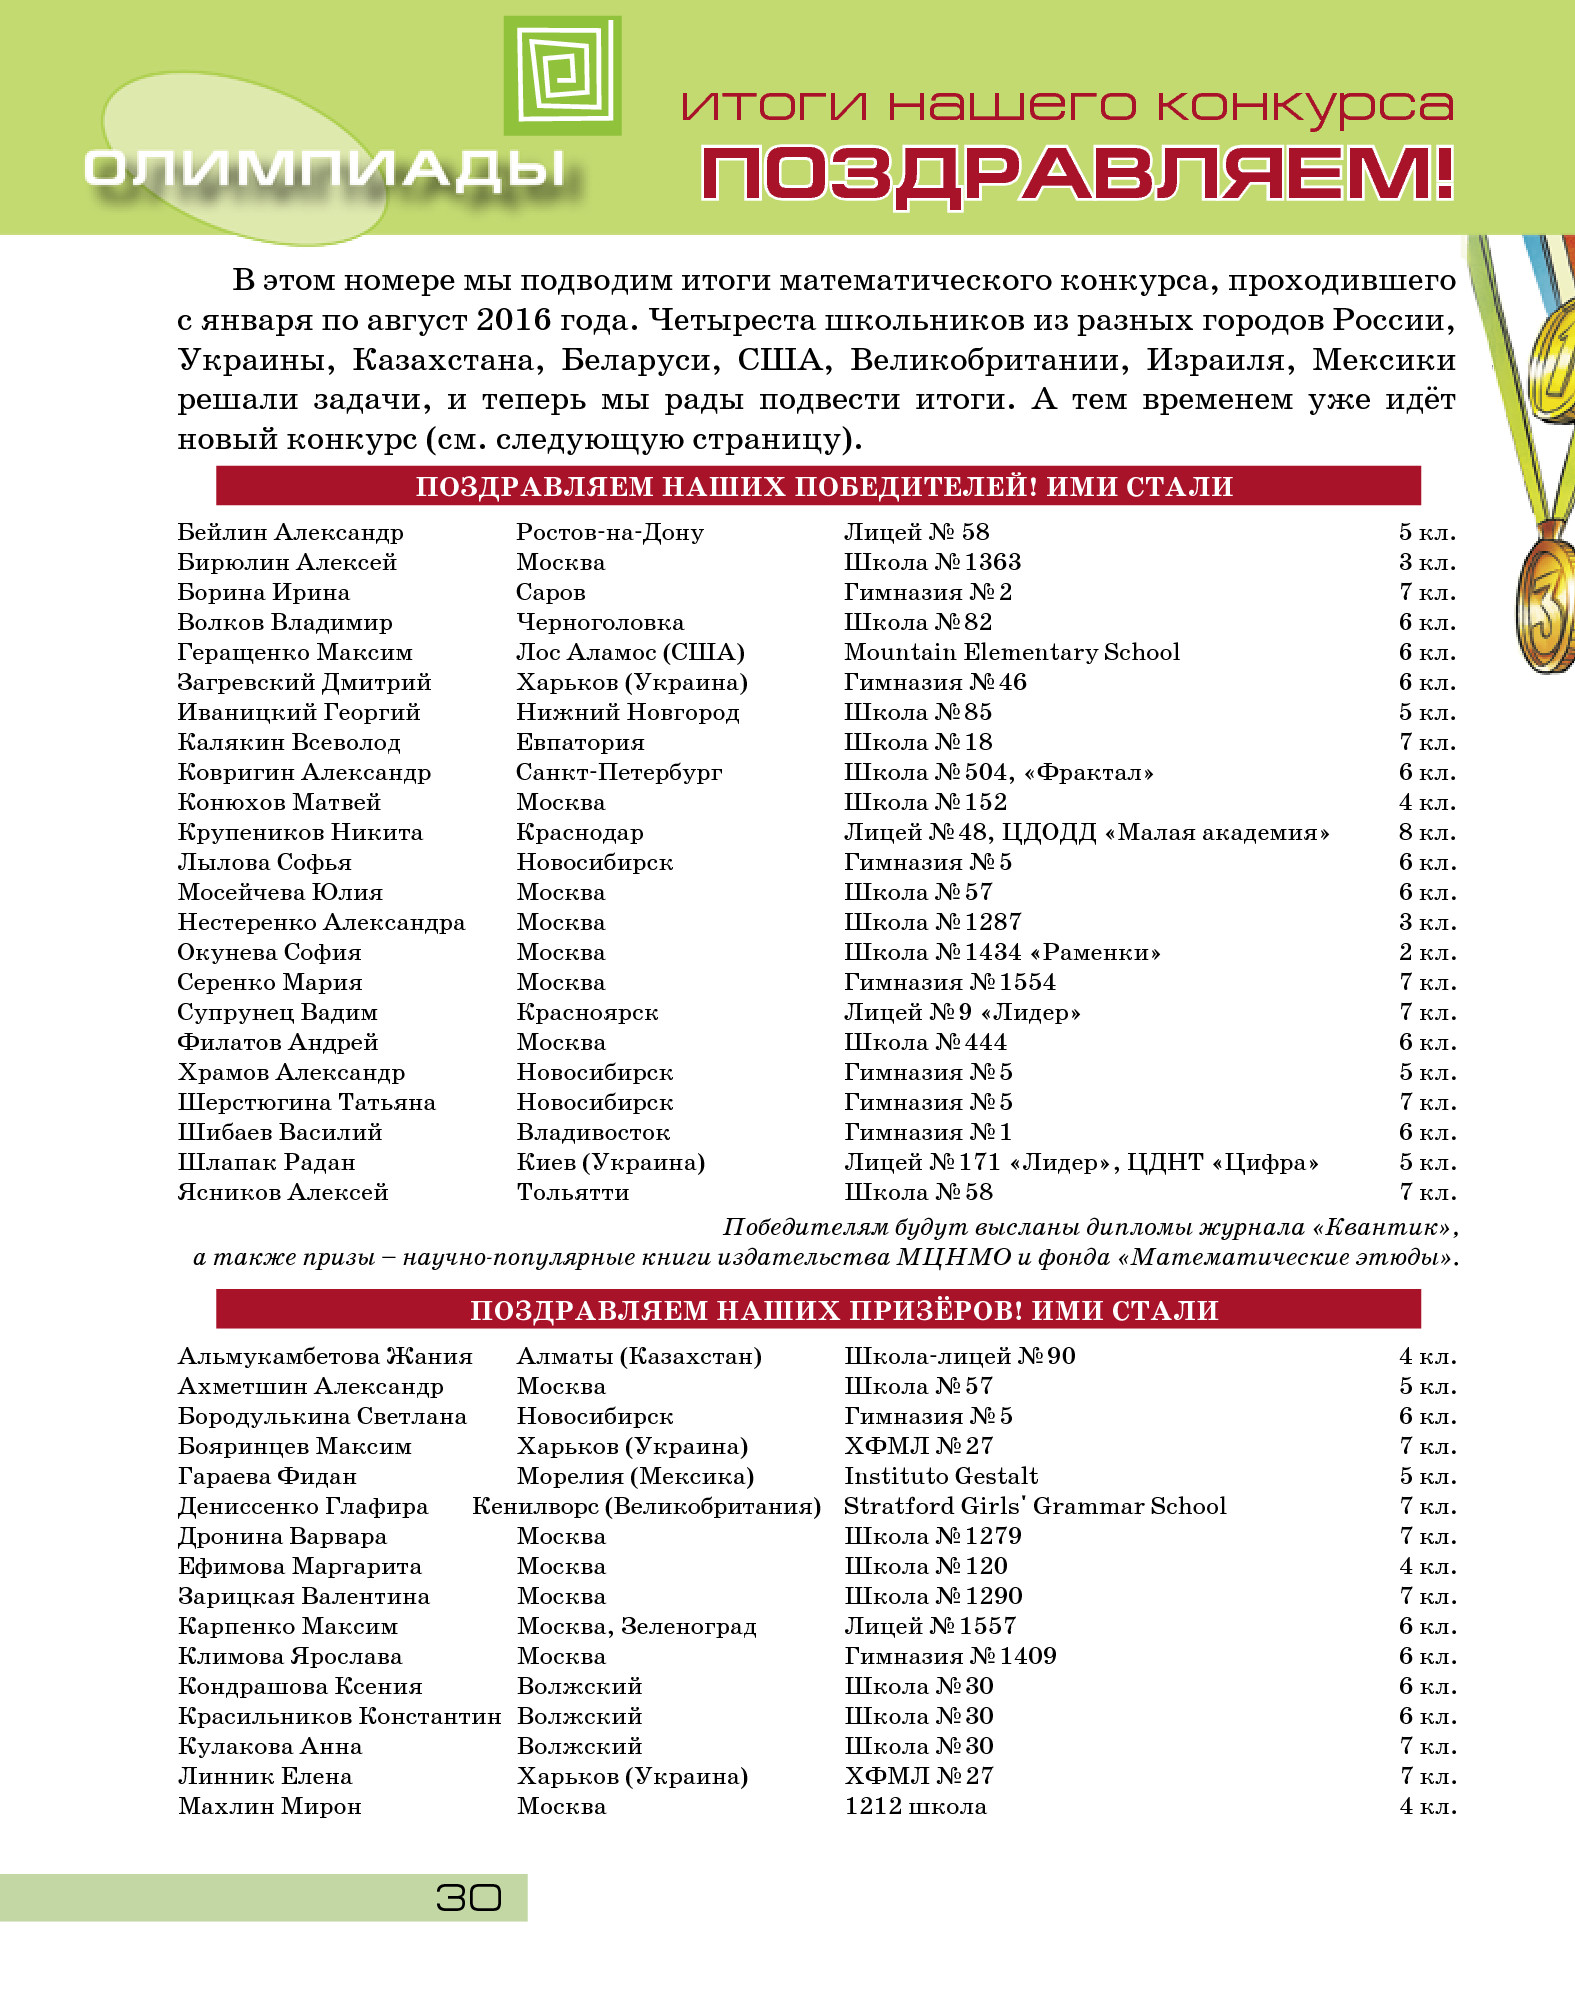 ОЛИМПИАДЫ
ИТОГИ НАШЕГО КОНКУРСА
ПОЗДРАВЛЯЕМ!
В этом номере мы подводим итоги математического конкурса, проходившего
с января по август 2016 года. Четыреста школьников из разных городов России,
Украины, Казахстана, Беларуси, США, Великобритании, Израиля, Мексики
решали задачи, и теперь мы рады подвести итоги. А тем временем уже идёт
новый конкурс (см. следующую страницу).
1
3
ПОЗДРАВЛЯЕМ НАШИХ ПОБЕДИТЕЛЕЙ! ИМИ СТАЛИ
Бейлин Александр Ростов-на-Дону Лицей № 58 5 кл.
Бирюлин Алексей Москва Школа № 1363 3 кл.
Борина Ирина Саров Гимназия № 2 7 кл.
Волков Владимир Черноголовка Школа № 82 6 кл.
Геращенко Максим Лос Аламос (США) Mountain Elementary School 6 кл.
Загревский Дмитрий Харьков (Украина) Гимназия № 46 6 кл.
Иваницкий Георгий Нижний Новгород Школа № 85 5 кл.
Калякин Всеволод Евпатория Школа № 18 7 кл.
Ковригин Александр Санкт-Петербург Школа № 504, «Фрактал» 6 кл.
Конюхов Матвей Москва Школа № 152 4 кл.
Крупеников Никита Краснодар Лицей № 48, ЦДОДД «Малая академия» 8 кл.
Лылова Софья Новосибирск Гимназия № 5 6 кл.
Мосейчева Юлия Москва Школа № 57 6 кл.
Нестеренко Александра Москва Школа № 1287 3 кл.
Окунева София Москва Школа № 1434 «Раменки» 2 кл.
Серенко Мария Москва Гимназия № 1554 7 кл.
Супрунец Вадим Красноярск Лицей № 9 «Лидер» 7 кл.
Филатов Андрей Москва Школа № 444 6 кл.
Храмов Александр Новосибирск Гимназия № 5 5 кл.
Шерстюгина Татьяна Новосибирск Гимназия № 5 7 кл.
Шибаев Василий Владивосток Гимназия № 1 6 кл.
Шлапак Радан Киев (Украина) Лицей № 171 «Лидер», ЦДНТ «Цифра» 5 кл.
Ясников Алексей Тольятти Школа № 58 7 кл.
Победителям будут высланы дипломы журнала «Квантик»,
а также призы – научно-популярные книги издательства МЦНМО и фонда «Математические этюды».
ПОЗДРАВЛЯЕМ НАШИХ ПРИЗЁРОВ! ИМИ СТАЛИ
Альмукамбетова Жания Алматы (Казахстан) Школа-лицей № 90 4 кл.
Ахметшин Александр Москва Школа № 57 5 кл.
Бородулькина Светлана Новосибирск Гимназия № 5 6 кл.
Бояринцев Максим Харьков (Украина) ХФМЛ № 27 7 кл.
Гараева Фидан Морелия (Мексика) Instituto Gestalt 5 кл.
Дениссенко Глафира Кенилворс (Великобритания) Stratford Girls' Grammar School 7 кл.
Дронина Варвара Москва Школа № 1279 7 кл.
Ефимова Маргарита Москва Школа № 120 4 кл.
Зарицкая Валентина Москва Школа № 1290 7 кл.
Карпенко Максим Москва, Зеленоград Лицей № 1557 6 кл.
Климова Ярослава Москва Гимназия № 1409 6 кл.
Кондрашова Ксения Волжский Школа № 30 6 кл.
Красильников Константин Волжский Школа № 30 6 кл.
Кулакова Анна Волжский Школа № 30 7 кл.
Линник Елена Харьков (Украина) ХФМЛ № 27 7 кл.
Махлин Мирон Москва 1212 школа 4 кл.
30